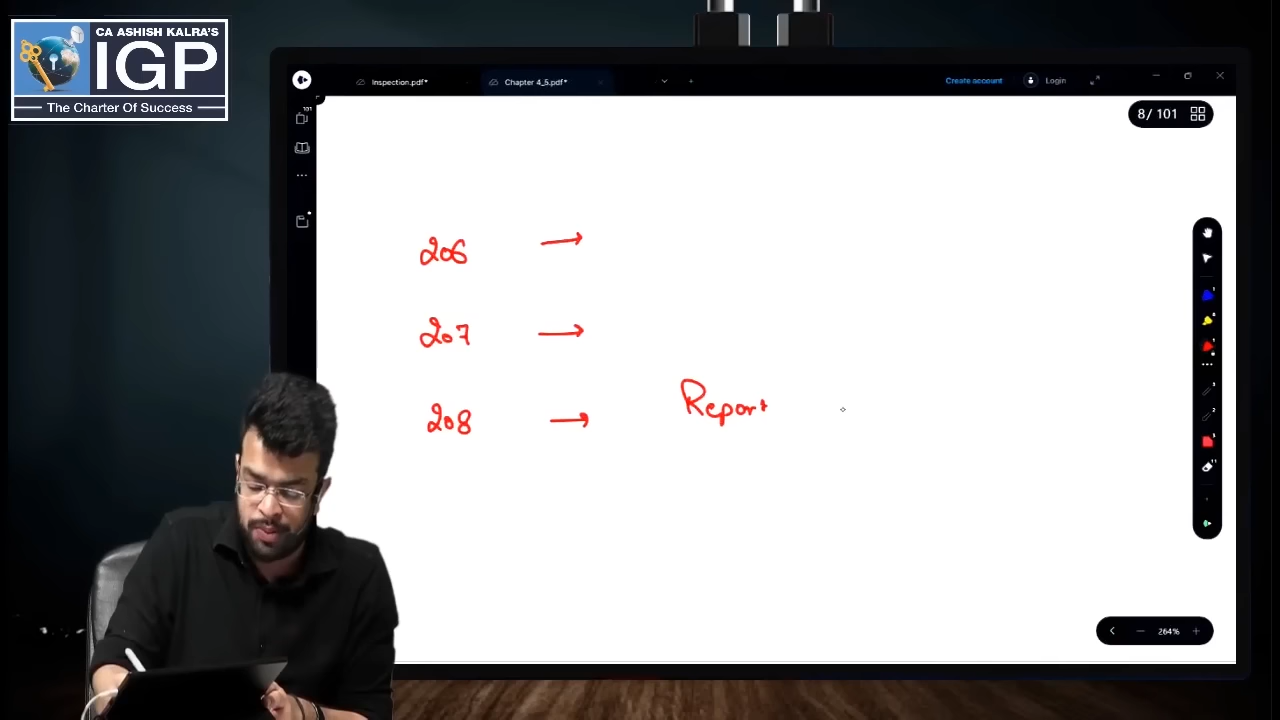 CA ASHISH KALRA'S
IGP
The Charter Of Success
Inspection.pdf*
Chapter 4_5.pdf*
Create account
Login
8 / 101
101
206 →
207 →
208 → Report
264%